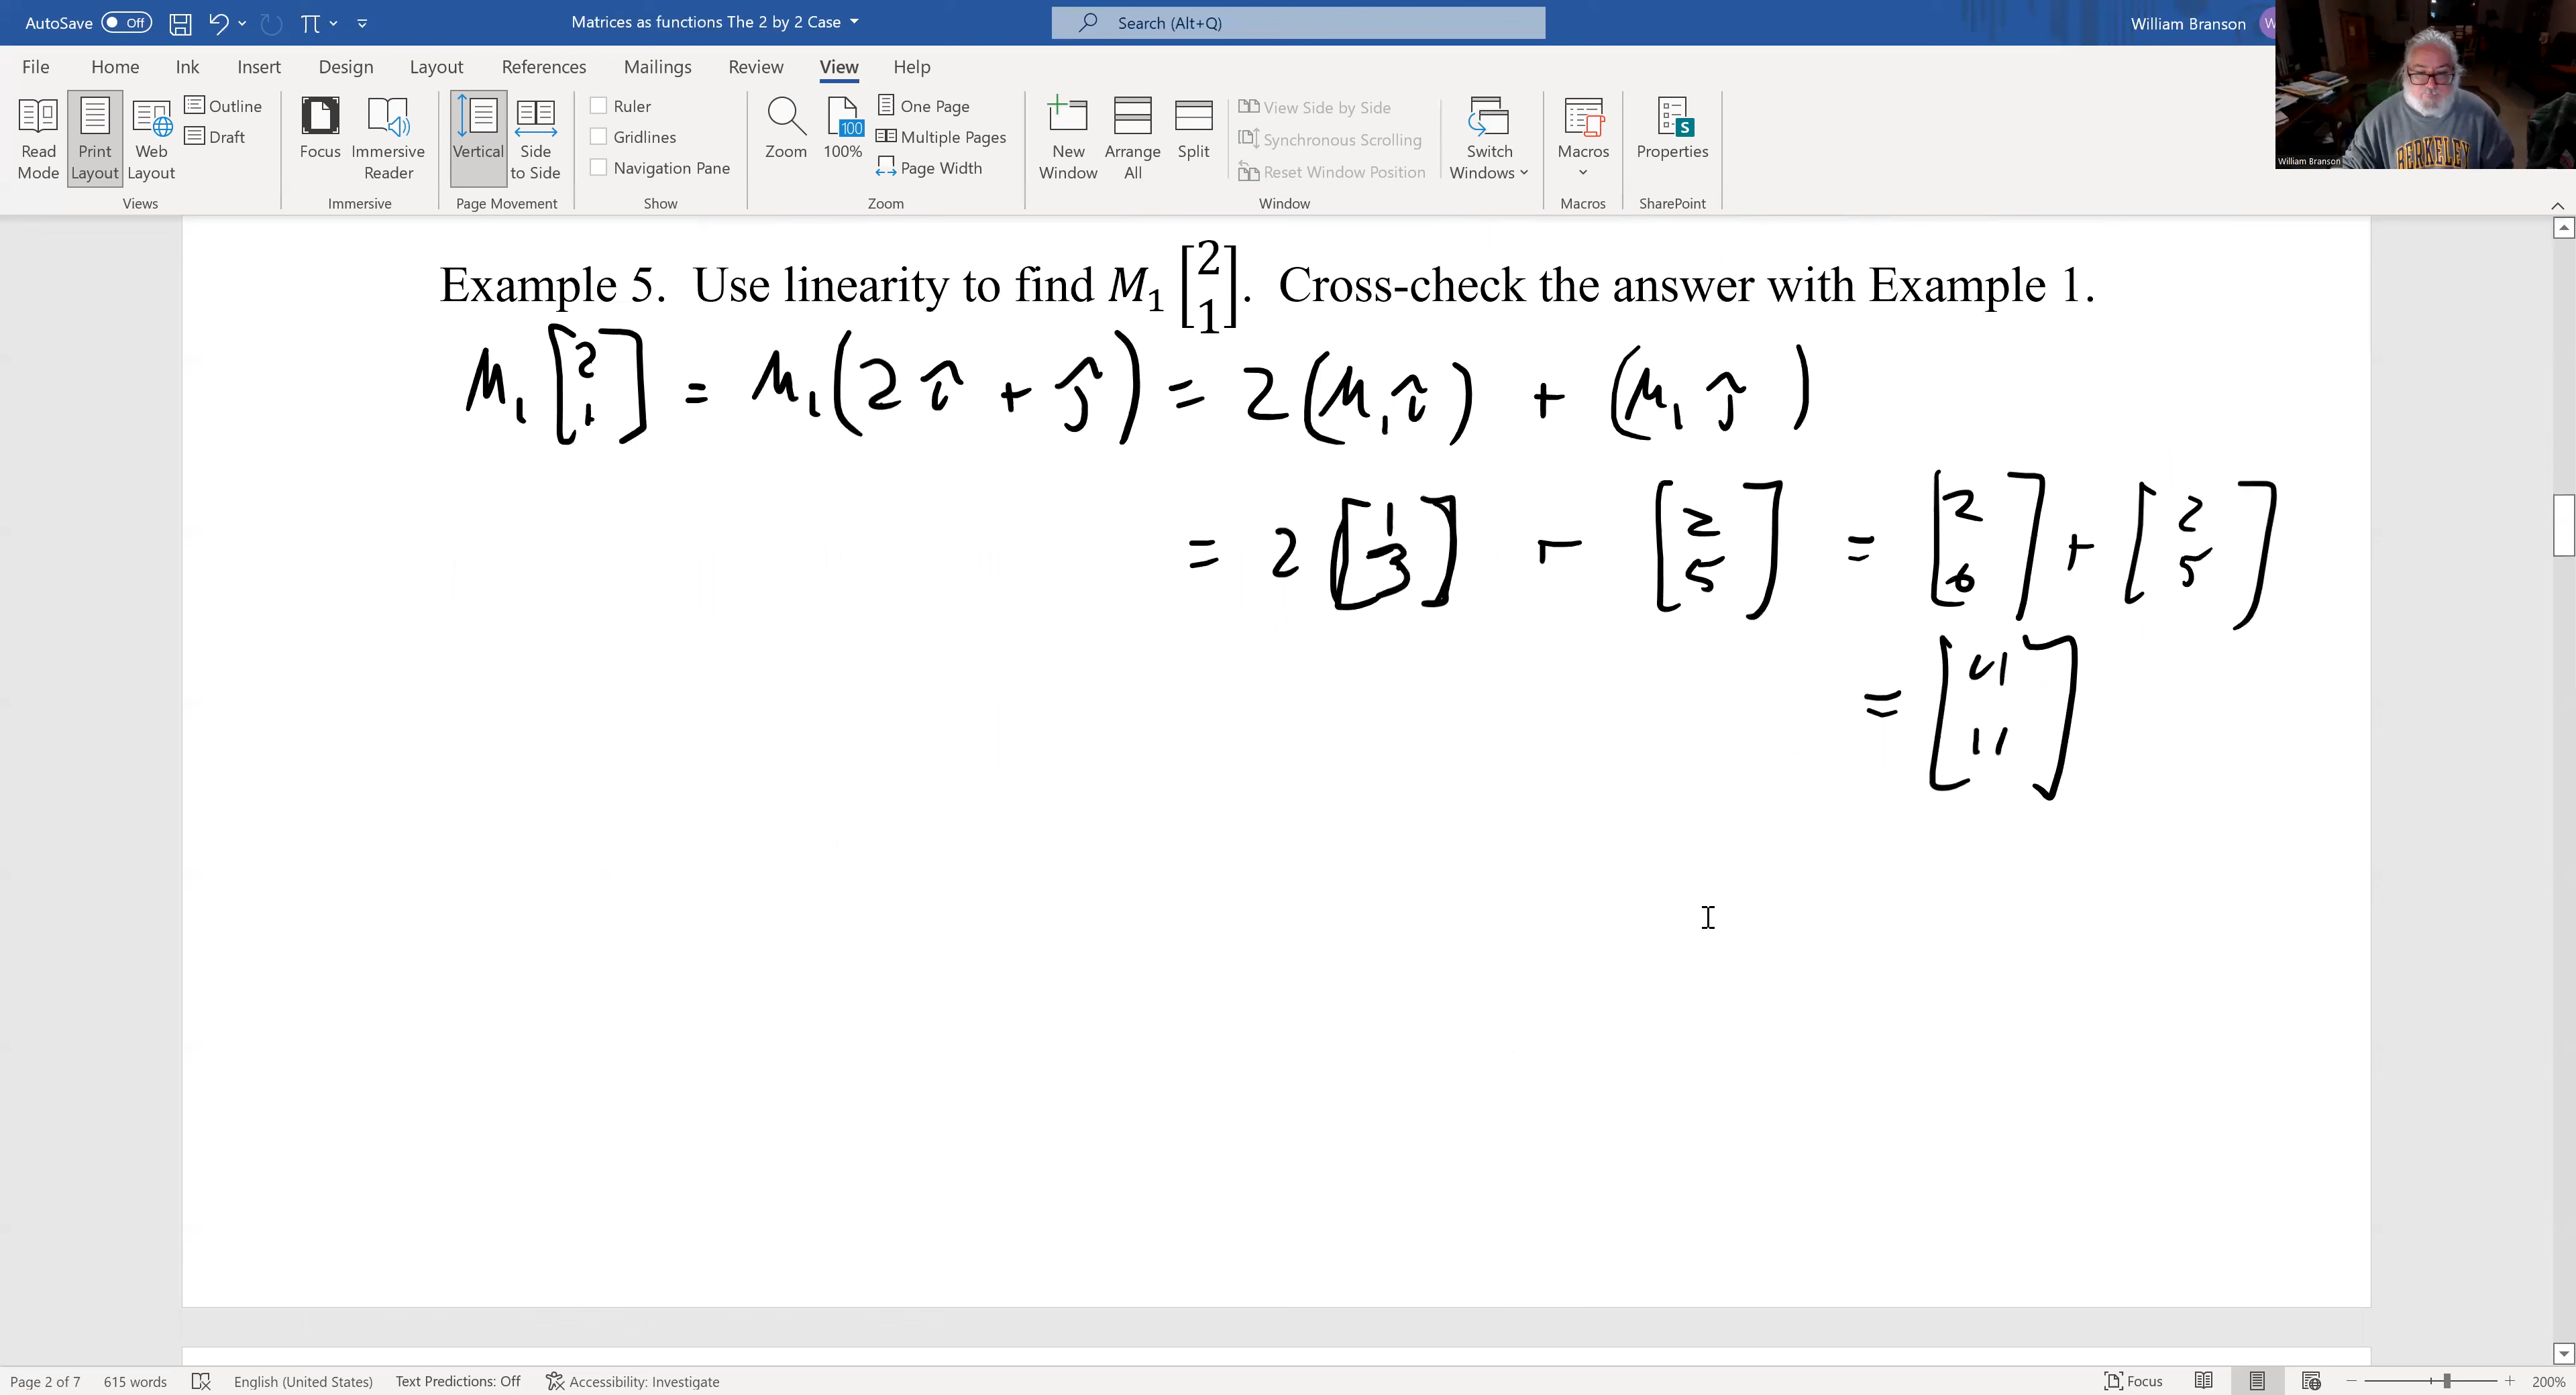 AutoSave Off Matrices as functions The 2 by 2 Case Search (Alt+Q) William Branson
File Home Ink Insert Design Layout References Mailings Review View Help
Read Mode Print Layout Web Layout Outline Draft Views
Focus Immersive Reader Immersive
Vertical Side to Side Page Movement
Ruler Gridlines Navigation Pane Show
Zoom 100 100% One Page Multiple Pages Page Width Zoom
New Window Arrange All Split View Side by Side Synchronous Scrolling Reset Window Position Switch Windows Window
Macros Macros
S Properties SharePoint
BERKELEY
William Branson
Example 5. Use linearity to find M₁ [2 1]. Cross-check the answer with Example 1.
M₁ [2 1] = M₁(2î + ĵ) = 2(M₁î) + (M₁ĵ)
= 2 [1 3] + [2 5] = [2 6] + [2 5]
= [4 11]
Page 2 of 7 615 words English (United States) Text Predictions: Off Accessibility: Investigate Focus 200%